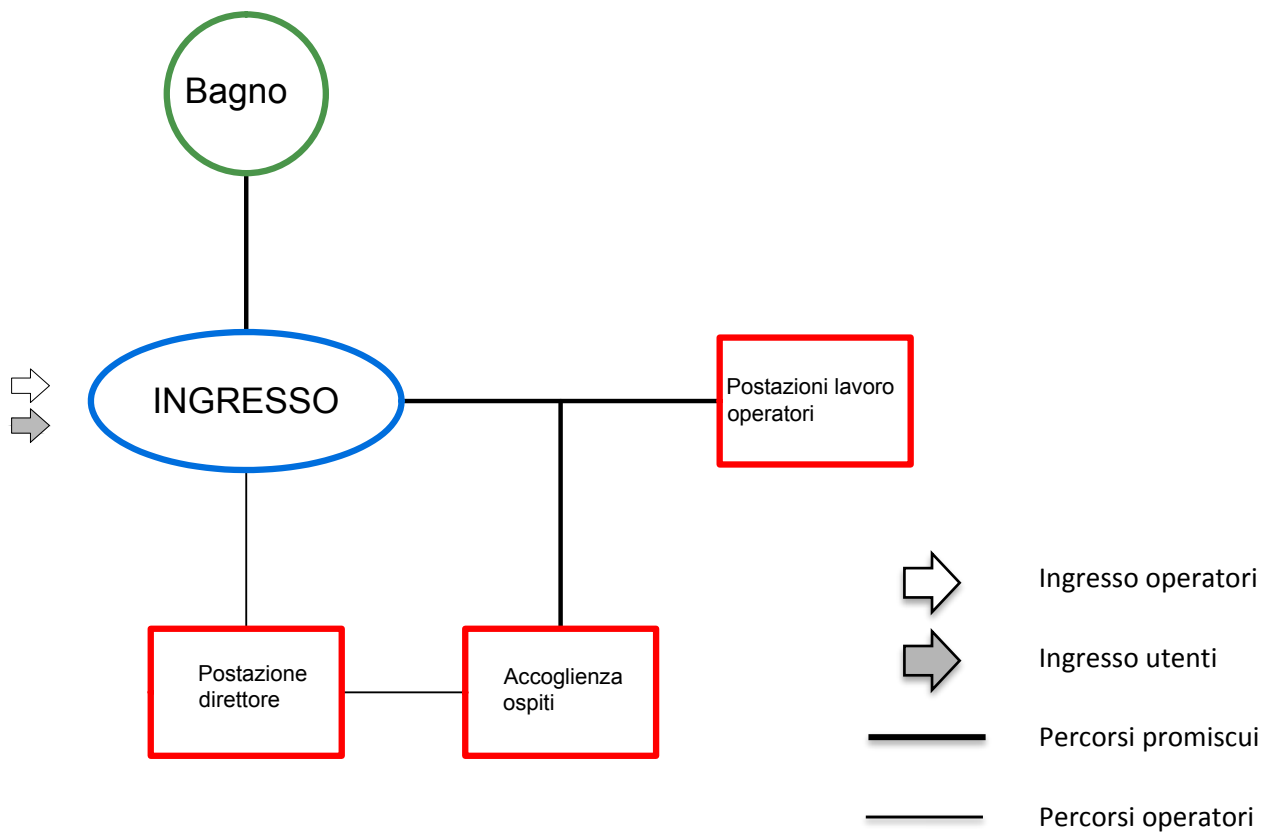 Bagno
INGRESSO
Postazioni lavoro
operatori
Postazione
direttore
Accoglienza
ospiti
Ingresso operatori
Ingresso utenti
Percorsi promiscui
Percorsi operatori